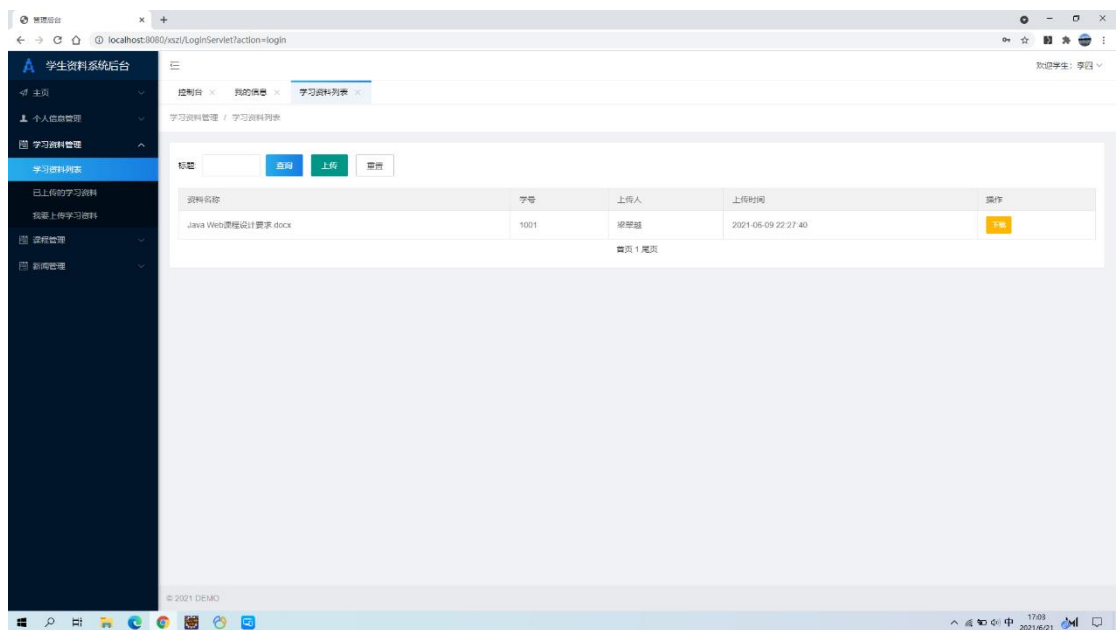 管理后台
localhost:8080/xszl/LoginServlet?action=login
学生资料系统后台
欢迎学生：李四
主页
控制台
我的信息
学习资料列表
个人信息管理
学习资料管理 / 学习资料列表
学习资料管理
学习资料列表
标题
查询
上传
重置
已上传的学习资料
我要上传学习资料
资料名称
学号
上传人
上传时间
操作
Java Web课程设计要求.docx
1001
2021-06-09 22:27:40
下载
课程管理
首页 1 尾页
新闻管理
© 2021 DEMO
中
17:03
2021/6/21